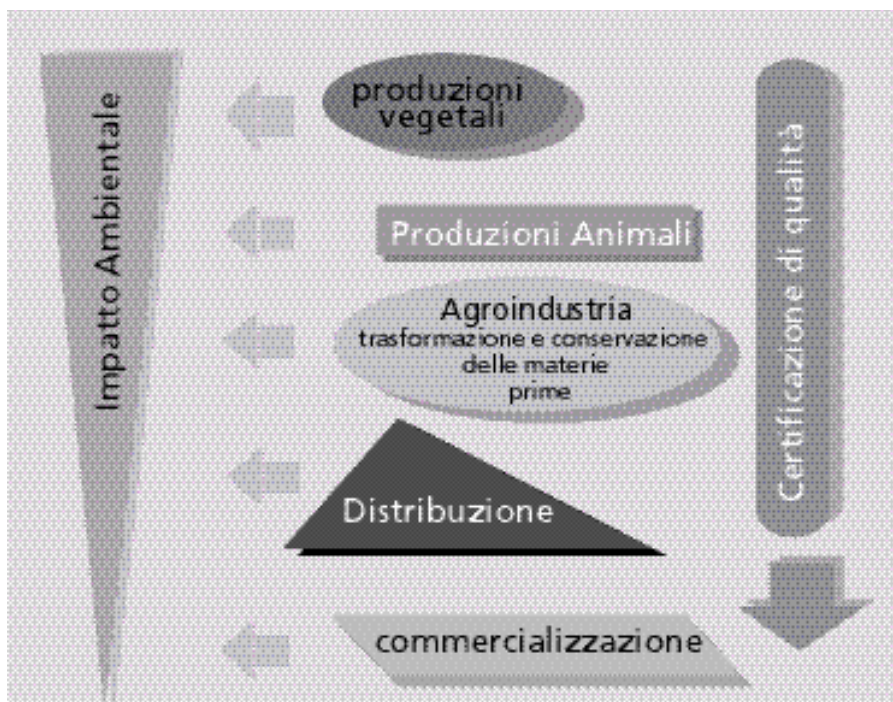 Impatto Ambientale
produzioni
vegetali
Produzioni Animali
Agroindustria
trasformazione e conservazione
delle materie
prime
Distribuzione
commercializzazione
Certificazione di qualità